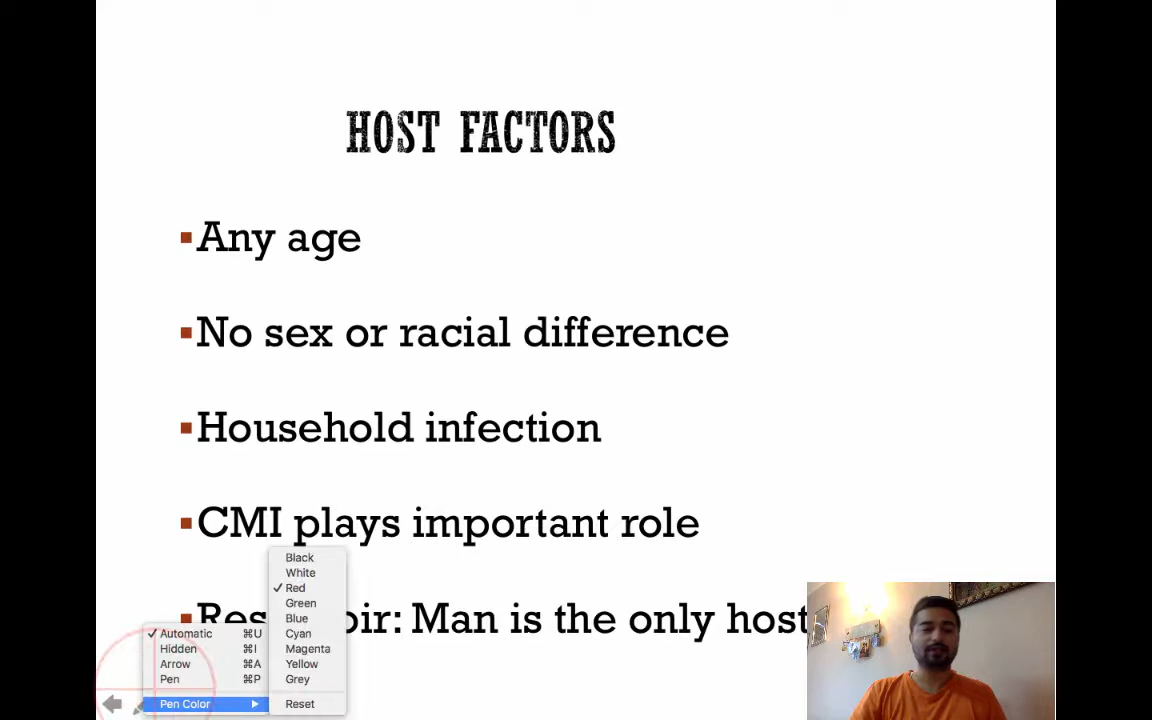 HOST FACTORS
▪Any age
▪No sex or racial difference
▪Household infection
▪CMI plays important role
▪Res oir: Man is the only host
Black
White
✓ Red
Green
Blue
Cyan
Magenta
Yellow
Grey
Reset
✓ Automatic ⌘U
Hidden ⌘I
Arrow ⌘A
Pen ⌘P
Pen Color